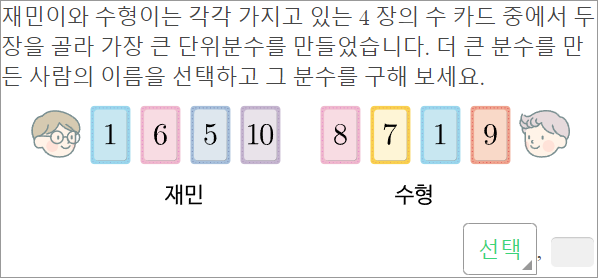 재민이와 수형이는 각각 가지고 있는 4 장의 수 카드 중에서 두
장을 골라 가장 큰 단위분수를 만들었습니다. 더 큰 분수를 만
든 사람의 이름을 선택하고 그 분수를 구해 보세요.
1 6 5 10 8 7 1 9
재민 수형
선택 ,